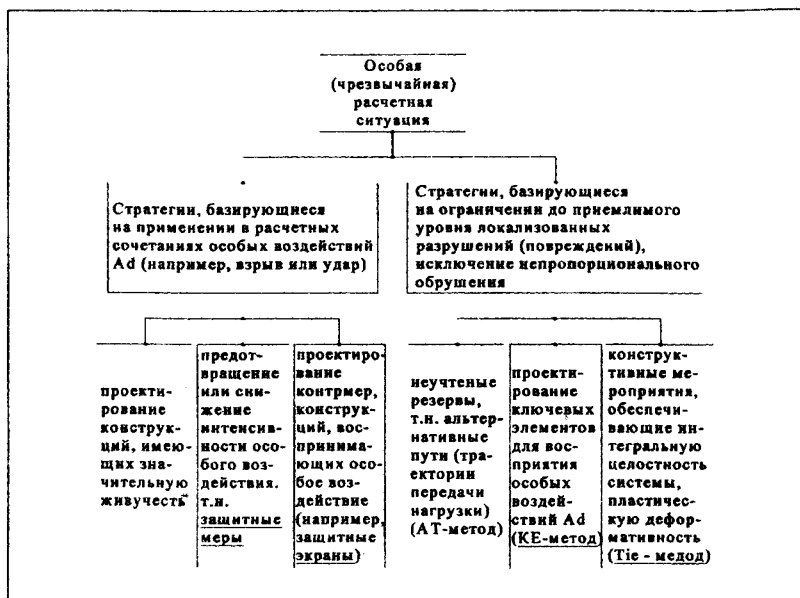 Особая
(чрезвычайная)
расчетная
ситуация
Стратегии, базирующиеся
на применении в расчетных
сочетаниях особых воздействий
Ad (например, взрыв или удар)
Стратегии, базирующиеся
на ограничении до приемлимого
уровня локализованных
разрушений (повреждений),
исключение непропорционального
обрушения
проекти-
рование
конструк-
ций, имею-
щих зна-
чительную
живучесть
предот-
вращение
или сни-
жение
интенсив-
ности осо-
бого воз-
действия.
т.н.
защитные
меры
проектиро-
вание
контрмер,
конструк-
ций, вос-
принима-
ющих осо-
бое воз-
действие
(например,
защитные
экраны)
неучтеные
резервы,
т.н. альтер-
нативные
пути (тра-
ектории
передачи
нагрузки)
(АТ-метод)
проекти-
рование
ключевых
элементов
для вос-
приятия
особых
воздей-
ствий Ad
(КЕ-метод)
конструк-
тивные ме-
роприятия,
обеспечи-
вающие ин-
тегральную
целостность
системы,
пластичес-
кую дефор-
мативность
(Tie - медод)